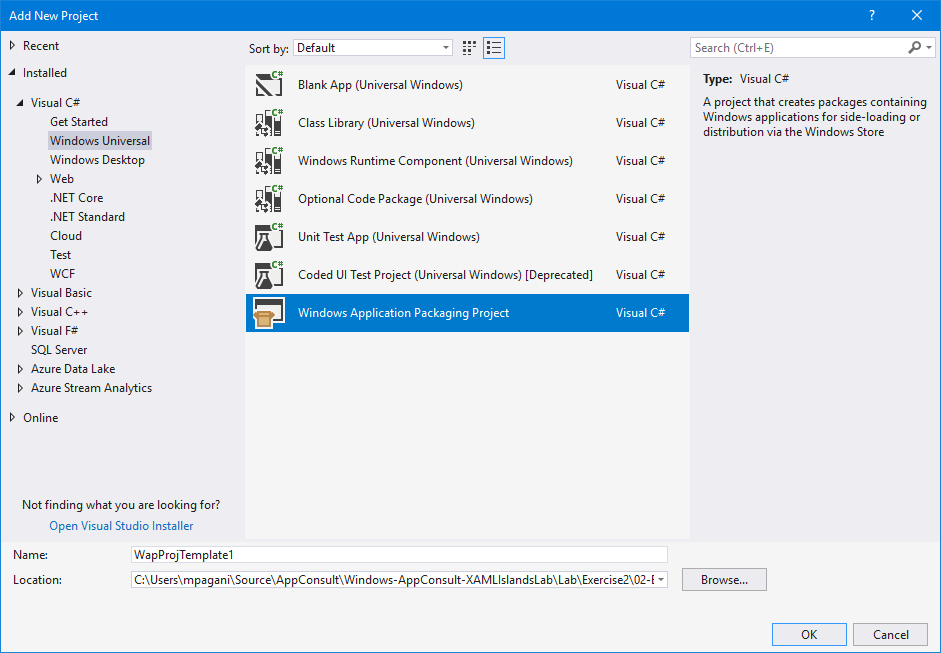 Add New Project
?
Recent
Installed
Visual C#
Get Started
Windows Universal
Windows Desktop
Web
.NET Core
.NET Standard
Cloud
Test
WCF
Visual Basic
Visual C++
Visual F#
SQL Server
Azure Data Lake
Azure Stream Analytics
Online
Not finding what you are looking for?
Open Visual Studio Installer
Sort by: Default
C# Blank App (Universal Windows) Visual C#
C# Class Library (Universal Windows) Visual C#
C# Windows Runtime Component (Universal Windows) Visual C#
C# Optional Code Package (Universal Windows) Visual C#
C# Unit Test App (Universal Windows) Visual C#
C# Coded UI Test Project (Universal Windows) [Deprecated] Visual C#
Windows Application Packaging Project Visual C#
Search (Ctrl+E)
Type: Visual C#
A project that creates packages containing
Windows applications for side-loading or
distribution via the Windows Store
Name: WapProjTemplate1
Location: C:\Users\mpagani\Source\AppConsult\Windows-AppConsult-XAMLIslandsLab\Lab\Exercise2\02-
Browse...
OK Cancel